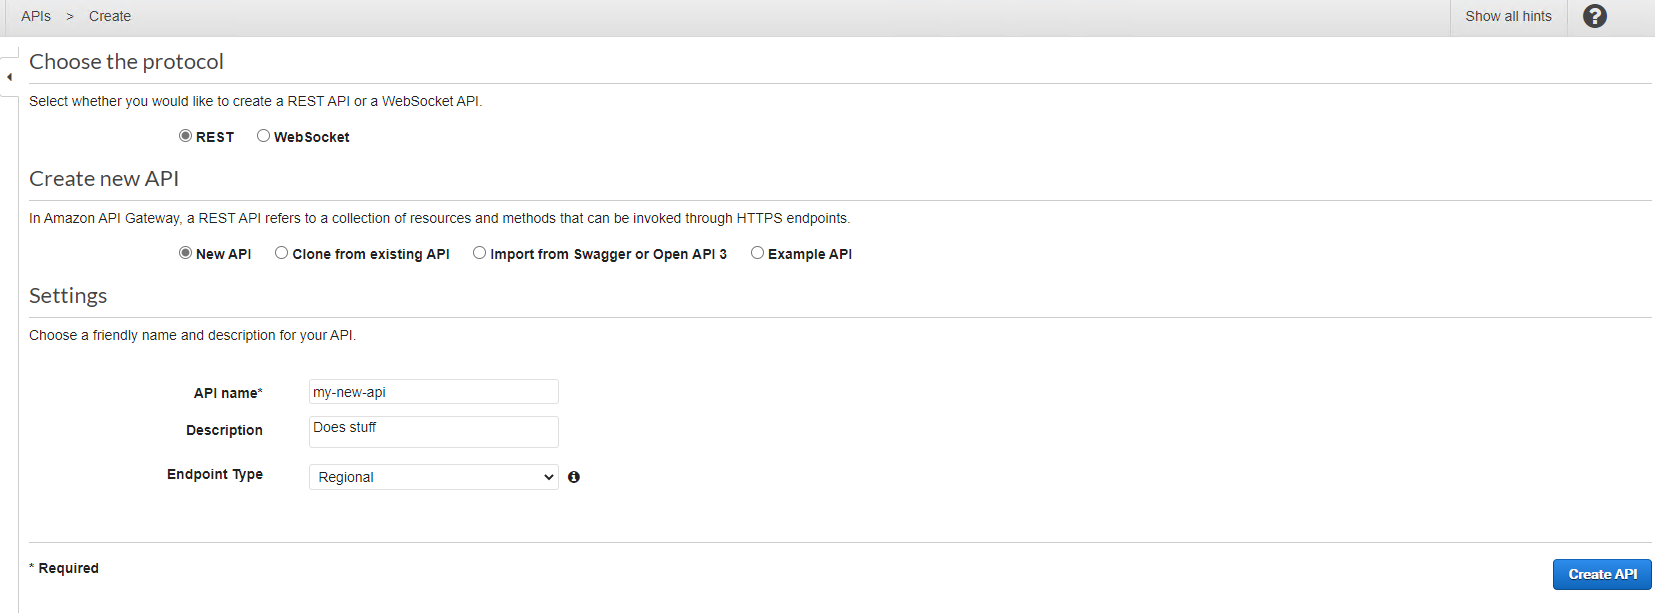 APIs > Create Show all hints ?
Choose the protocol
Select whether you would like to create a REST API or a WebSocket API.
REST WebSocket
Create new API
In Amazon API Gateway, a REST API refers to a collection of resources and methods that can be invoked through HTTPS endpoints.
New API Clone from existing API Import from Swagger or Open API 3 Example API
Settings
Choose a friendly name and description for your API.
API name* my-new-api
Description Does stuff
Endpoint Type Regional
* Required Create API